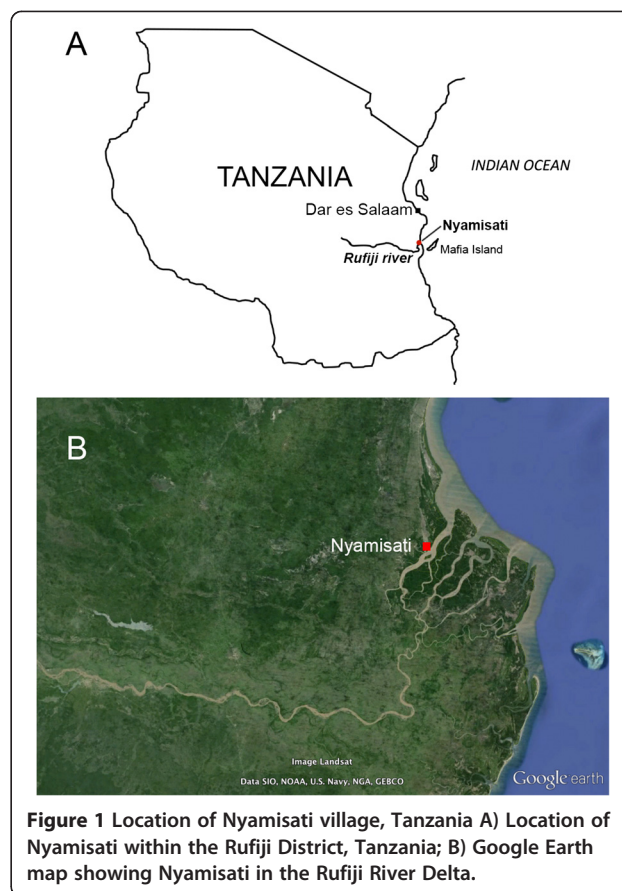 A
INDIAN OCEAN
TANZANIA
Dar es Salaam
Nyamisati
Mafia Island
Rufiji river
B
Nyamisati
Image Landsat
Data SIO, NOAA, U.S. Navy, NGA, GEBCO
Google earth
Figure 1 Location of Nyamisati village, Tanzania A) Location of
Nyamisati within the Rufiji District, Tanzania; B) Google Earth
map showing Nyamisati in the Rufiji River Delta.